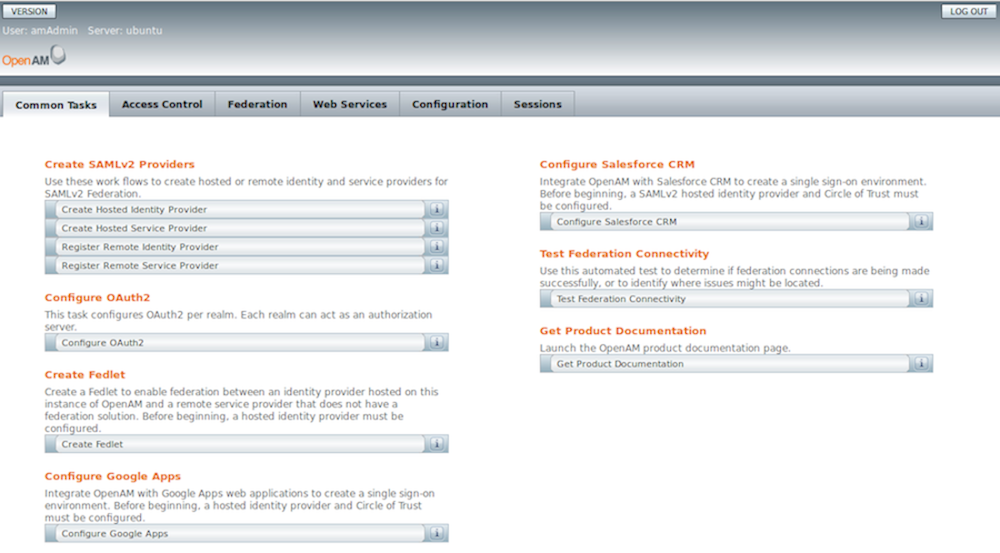 VERSION
LOG OUT
User: amAdmin Server: ubuntu
OpenAM
Common Tasks
Access Control
Federation
Web Services
Configuration
Sessions
Create SAMLv2 Providers
Use these work flows to create hosted or remote identity and service providers for
SAMLv2 Federation.
Create Hosted Identity Provider
Create Hosted Service Provider
Register Remote Identity Provider
Register Remote Service Provider
Configure OAuth2
This task configures OAuth2 per realm. Each realm can act as an authorization
server.
Configure OAuth2
Create Fedlet
Create a Fedlet to enable federation between an identity provider hosted on this
instance of OpenAM and a remote service provider that does not have a
federation solution. Before beginning, a hosted identity provider must be
configured.
Create Fedlet
Configure Google Apps
Integrate OpenAM with Google Apps web applications to create a single sign-on
environment. Before beginning, a hosted identity provider and Circle of Trust
must be configured.
Configure Google Apps
Configure Salesforce CRM
Integrate OpenAM with Salesforce CRM to create a single sign-on environment.
Before beginning, a SAMLv2 hosted identity provider and Circle of Trust must
be configured.
Configure Salesforce CRM
Test Federation Connectivity
Use this automated test to determine if federation connections are being made
successfully, or to identify where issues might be located.
Test Federation Connectivity
Get Product Documentation
Launch the OpenAM product documentation page.
Get Product Documentation